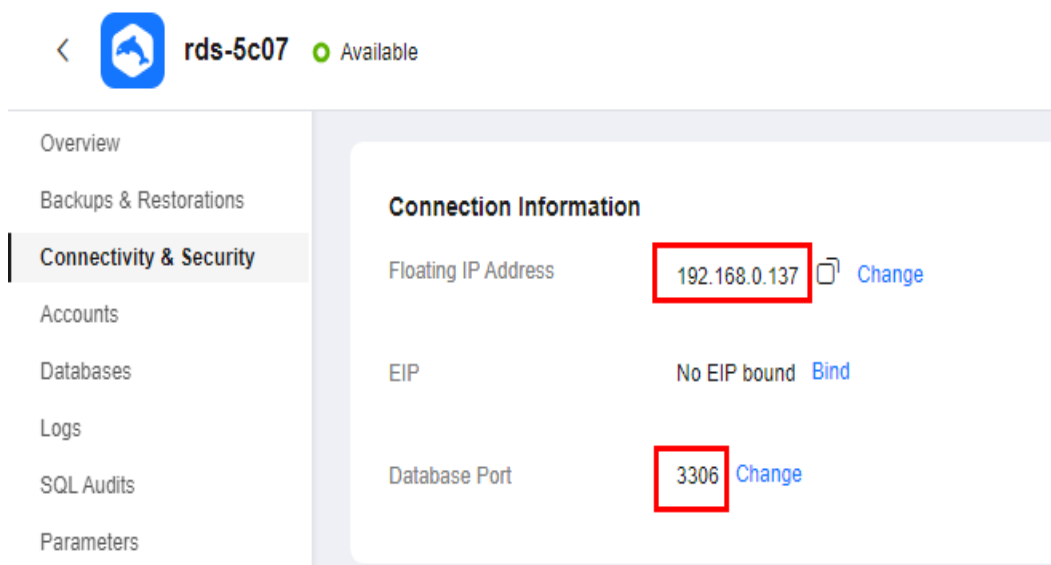 rds-5c07 Available
Overview
Backups & Restorations
Connectivity & Security
Accounts
Databases
Logs
SQL Audits
Parameters
Connection Information
Floating IP Address 192.168.0.137 Change
EIP No EIP bound Bind
Database Port 3306 Change